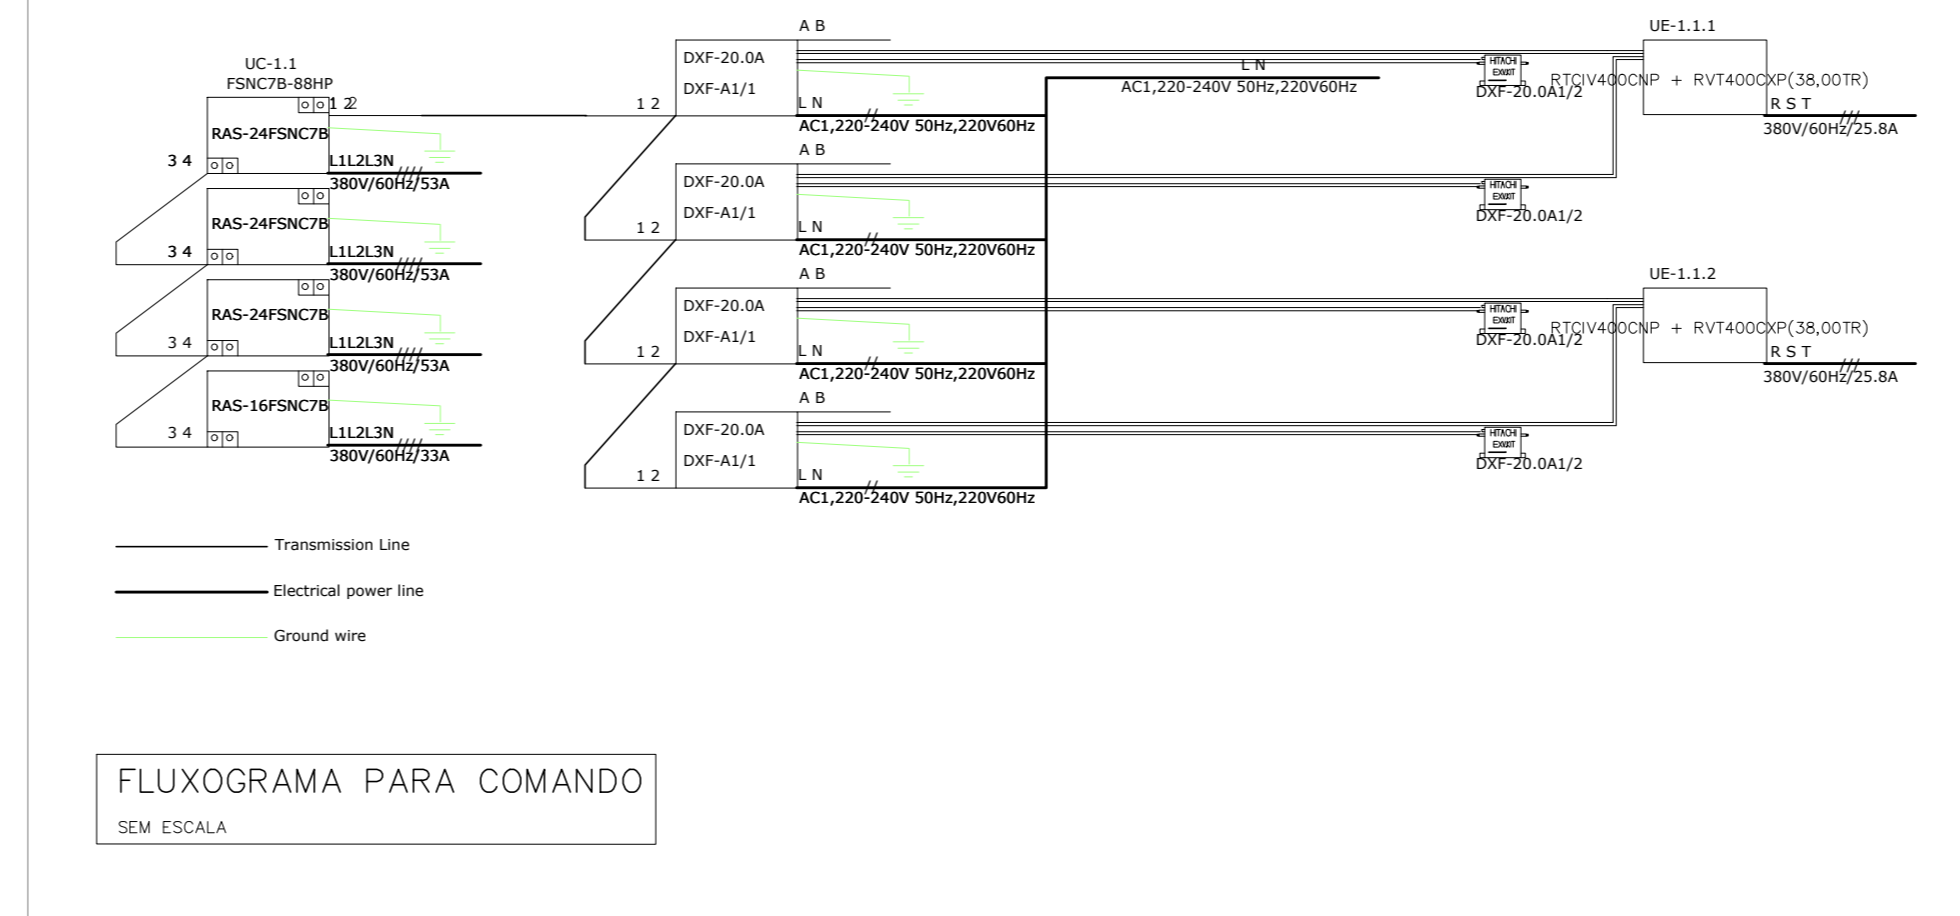 UC-1.1
FSNC7B-88HP
1 2
2
RAS-24FSNC7B
3 4
L1L2L3N
380V/60Hz/53A
RAS-24FSNC7B
3 4
L1L2L3N
380V/60Hz/53A
RAS-24FSNC7B
3 4
L1L2L3N
380V/60Hz/53A
RAS-16FSNC7B
3 4
L1L2L3N
380V/60Hz/33A
A B
DXF-20.0A
DXF-A1/1
1 2
L N
AC1,220-240V 50Hz,220V60Hz
A B
DXF-20.0A
DXF-A1/1
1 2
L N
AC1,220-240V 50Hz,220V60Hz
A B
DXF-20.0A
DXF-A1/1
1 2
L N
AC1,220-240V 50Hz,220V60Hz
A B
DXF-20.0A
DXF-A1/1
1 2
L N
AC1,220-240V 50Hz,220V60Hz
L N
AC1,220-240V 50Hz,220V60Hz
HITACHI
DXF-20.0A1/2
HITACHI
DXF-20.0A1/2
HITACHI
DXF-20.0A1/2
HITACHI
DXF-20.0A1/2
UE-1.1.1
RTCIV400CNP + RVT400CXP(38,00TR)
R S T
380V/60Hz/25.8A
UE-1.1.2
RTCIV400CNP + RVT400CXP(38,00TR)
R S T
380V/60Hz/25.8A
Transmission Line
Electrical power line
Ground wire
FLUXOGRAMA PARA COMANDO
SEM ESCALA